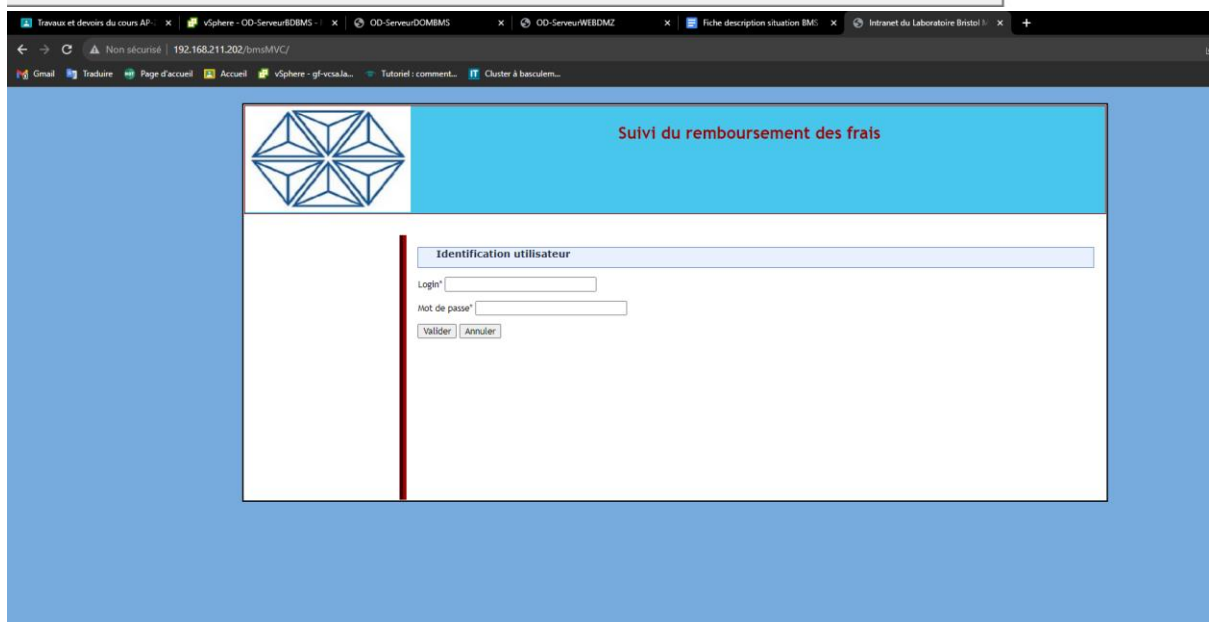 Travaux et devoirs du cours AP-
vSphere - OD-ServeurBDBMS -
OD-ServeurDOMBMS
OD-ServeurWEBDMZ
Fiche description situation BMS
Intranet du Laboratoire Bristol
Non sécurisé | 192.168.211.202/bmsMVC/
Gmail Traduire Page d'accueil Accueil vSphere - gf-vcsa.la... Tutoriel : comment... Cluster à basculem...
Suivi du remboursement des frais
Identification utilisateur
Login*
Mot de passe*
Valider Annuler